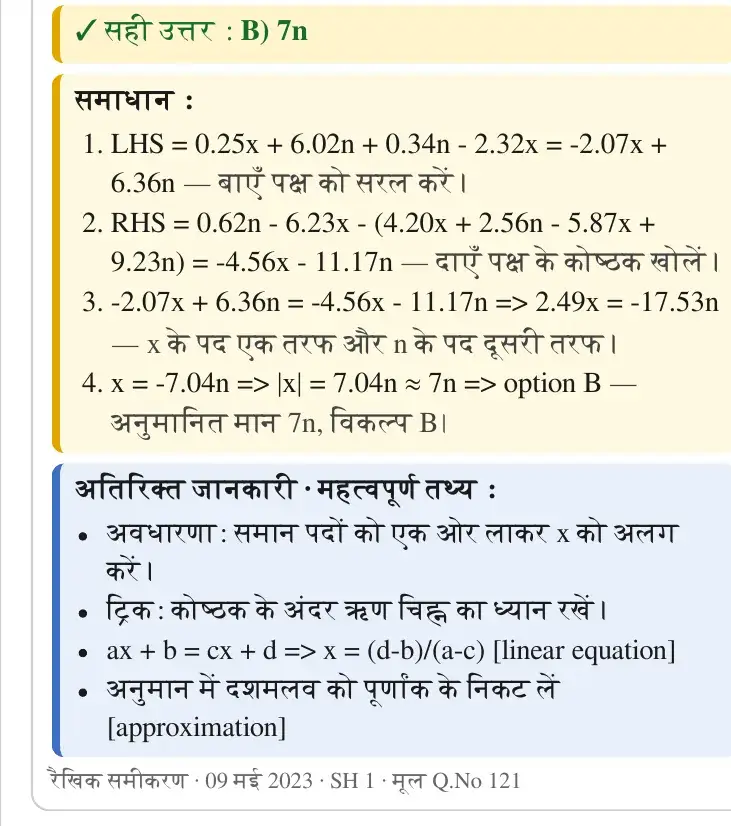 ✓ सही उत्तर : B) 7n
समाधान :
1. LHS = 0.25x + 6.02n + 0.34n - 2.32x = -2.07x +
6.36n — बाएँ पक्ष को सरल करें।
2. RHS = 0.62n - 6.23x - (4.20x + 2.56n - 5.87x +
9.23n) = -4.56x - 11.17n — दाएँ पक्ष के कोष्ठक खोलें।
3. -2.07x + 6.36n = -4.56x - 11.17n => 2.49x = -17.53n
— x के पद एक तरफ और n के पद दूसरी तरफ।
4. x = -7.04n => |x| = 7.04n ≈ 7n => option B —
अनुमानित मान 7n, विकल्प B।
अतिरिक्त जानकारी · महत्वपूर्ण तथ्य :
• अवधारणा : समान पदों को एक ओर लाकर x को अलग
करें।
• ट्रिक : कोष्ठक के अंदर ऋण चिह्न का ध्यान रखें।
• ax + b = cx + d => x = (d-b)/(a-c) [linear equation]
• अनुमान में दशमलव को पूर्णांक के निकट लें
[approximation]
रैखिक समीकरण · 09 मई 2023 · SH 1 · मूल Q.No 121